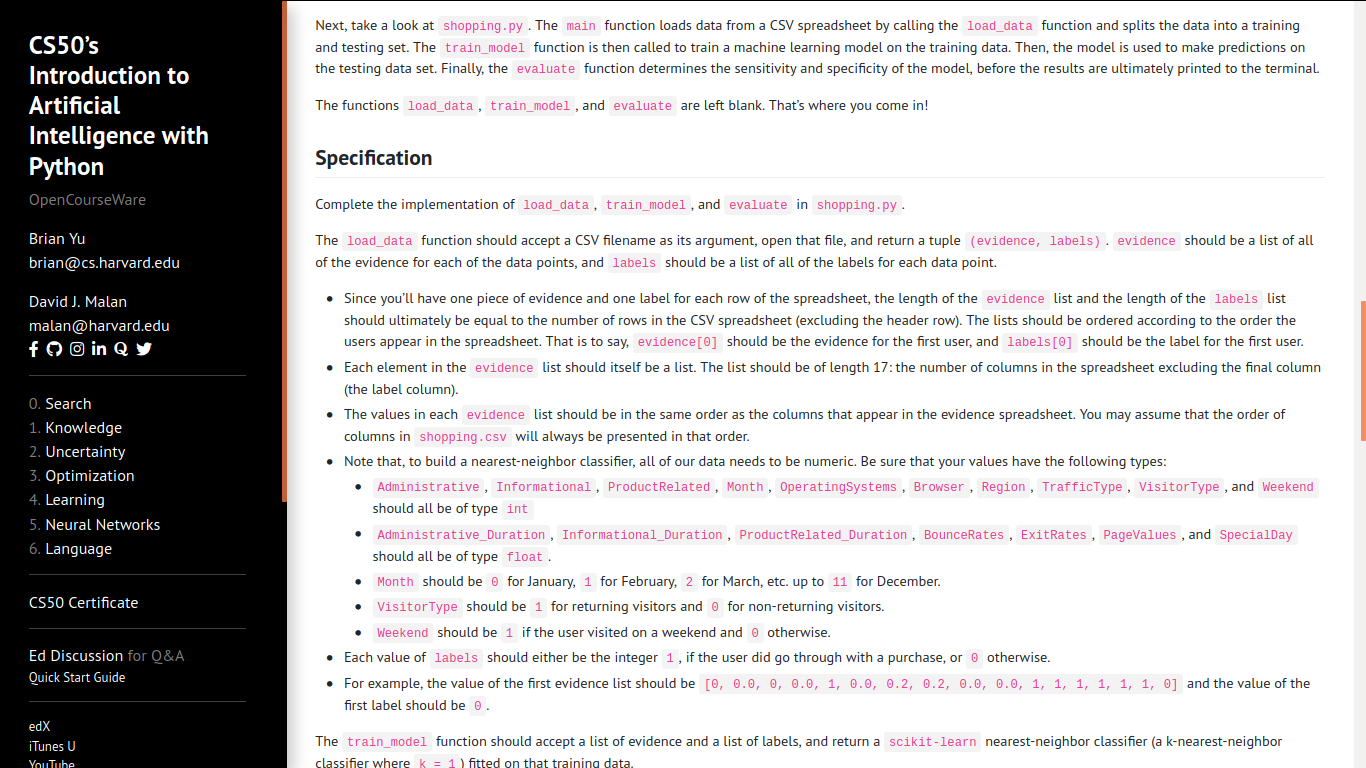 CS50’s
Introduction to
Artificial
Intelligence with
Python
OpenCourseWare
Brian Yu
brian@cs.harvard.edu
David J. Malan
malan@harvard.edu
0. Search
1. Knowledge
2. Uncertainty
3. Optimization
4. Learning
5. Neural Networks
6. Language
CS50 Certificate
Ed Discussion for Q&A
Quick Start Guide
edX
iTunes U
YouTube
Next, take a look at shopping.py. The main function loads data from a CSV spreadsheet by calling the load_data function and splits the data into a training
and testing set. The train_model function is then called to train a machine learning model on the training data. Then, the model is used to make predictions on
the testing data set. Finally, the evaluate function determines the sensitivity and specificity of the model, before the results are ultimately printed to the terminal.
The functions load_data, train_model, and evaluate are left blank. That’s where you come in!
Specification
Complete the implementation of load_data, train_model, and evaluate in shopping.py.
The load_data function should accept a CSV filename as its argument, open that file, and return a tuple (evidence, labels). evidence should be a list of all
of the evidence for each of the data points, and labels should be a list of all of the labels for each data point.
• Since you’ll have one piece of evidence and one label for each row of the spreadsheet, the length of the evidence list and the length of the labels list
should ultimately be equal to the number of rows in the CSV spreadsheet (excluding the header row). The lists should be ordered according to the order the
users appear in the spreadsheet. That is to say, evidence[0] should be the evidence for the first user, and labels[0] should be the label for the first user.
• Each element in the evidence list should itself be a list. The list should be of length 17: the number of columns in the spreadsheet excluding the final column
(the label column).
• The values in each evidence list should be in the same order as the columns that appear in the evidence spreadsheet. You may assume that the order of
columns in shopping.csv will always be presented in that order.
• Note that, to build a nearest-neighbor classifier, all of our data needs to be numeric. Be sure that your values have the following types:
• Administrative, Informational, ProductRelated, Month, OperatingSystems, Browser, Region, TrafficType, VisitorType, and Weekend
should all be of type int
• Administrative_Duration, Informational_Duration, ProductRelated_Duration, BounceRates, ExitRates, PageValues, and SpecialDay
should all be of type float.
• Month should be 0 for January, 1 for February, 2 for March, etc. up to 11 for December.
• VisitorType should be 1 for returning visitors and 0 for non-returning visitors.
• Weekend should be 1 if the user visited on a weekend and 0 otherwise.
• Each value of labels should either be the integer 1, if the user did go through with a purchase, or 0 otherwise.
• For example, the value of the first evidence list should be [0, 0.0, 0, 0.0, 1, 0.0, 0.2, 0.2, 0.0, 0.0, 1, 1, 1, 1, 1, 1, 0] and the value of the
first label should be 0.
The train_model function should accept a list of evidence and a list of labels, and return a scikit-learn nearest-neighbor classifier (a k-nearest-neighbor
classifier where k = 1) fitted on that training data.